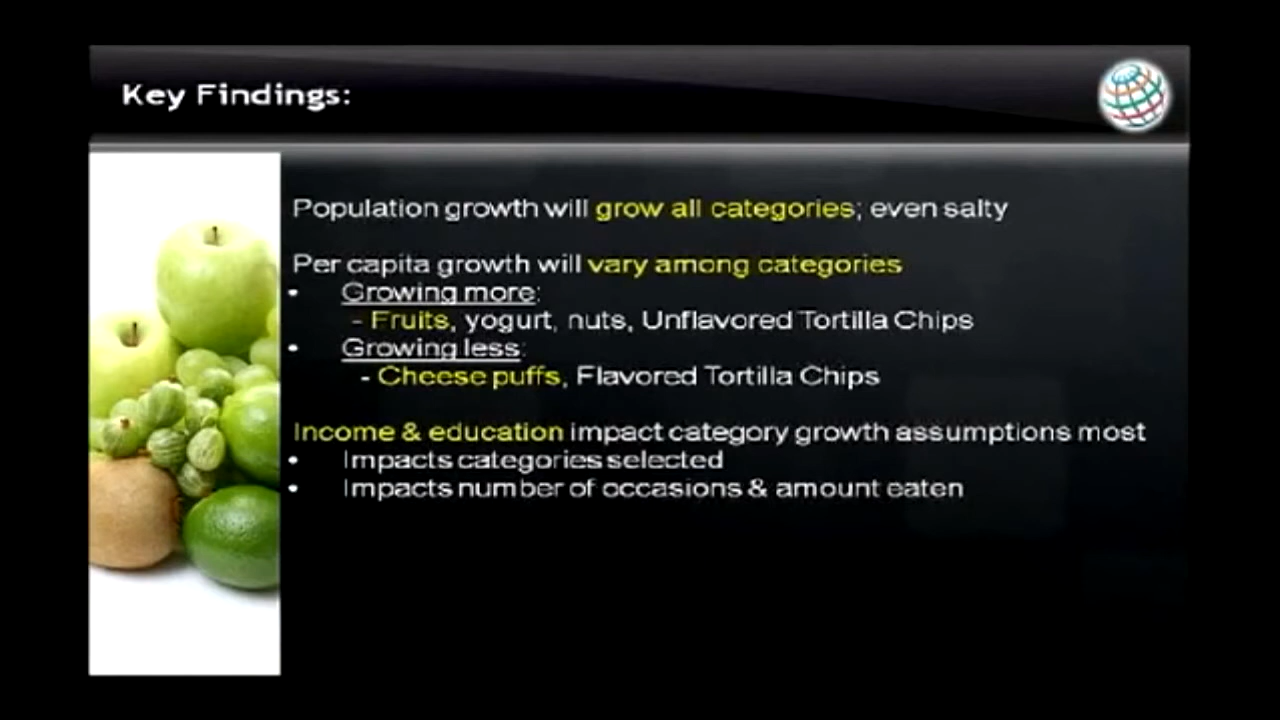 Key Findings:
Population growth will grow all categories; even salty
Per capita growth will vary among categories
• Growing more:
- Fruits, yogurt, nuts, Unflavored Tortilla Chips
• Growing less:
- Cheese puffs, Flavored Tortilla Chips
Income & education impact category growth assumptions most
• Impacts categories selected
• Impacts number of occasions & amount eaten